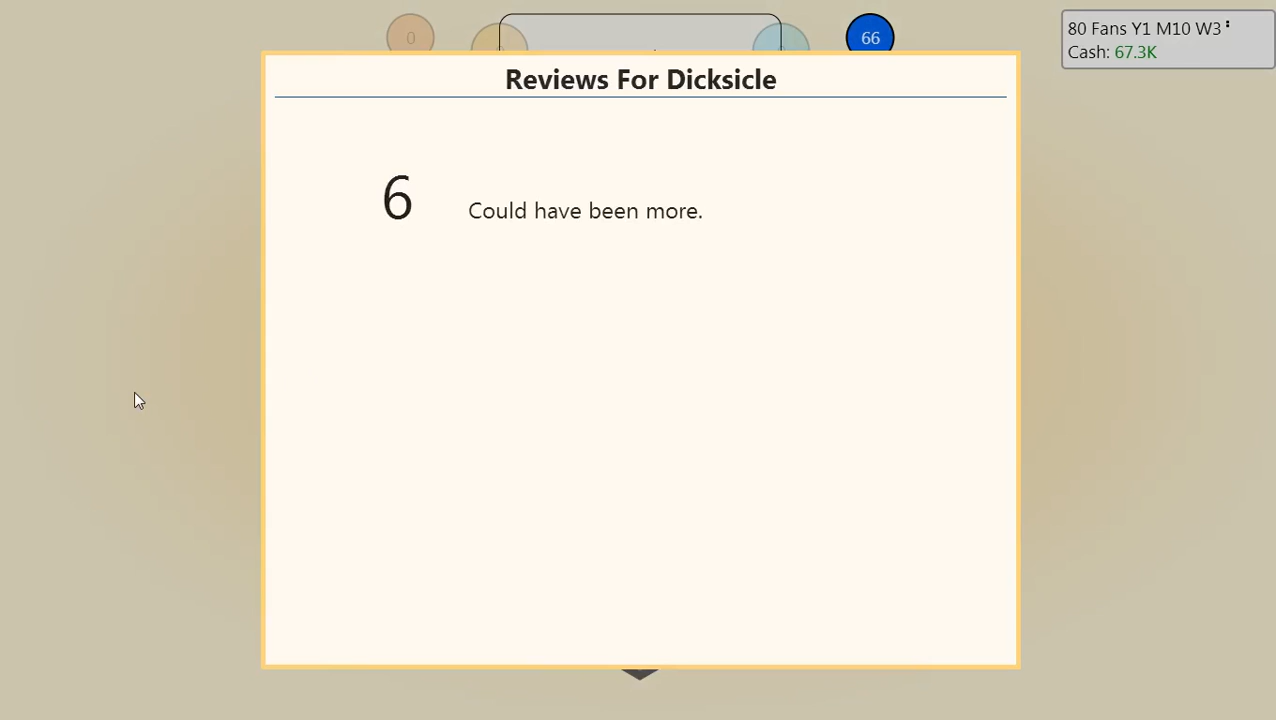 0
66
80 Fans Y1 M10 W3
Cash: 67.3K
Reviews For Dicksicle
6
Could have been more.